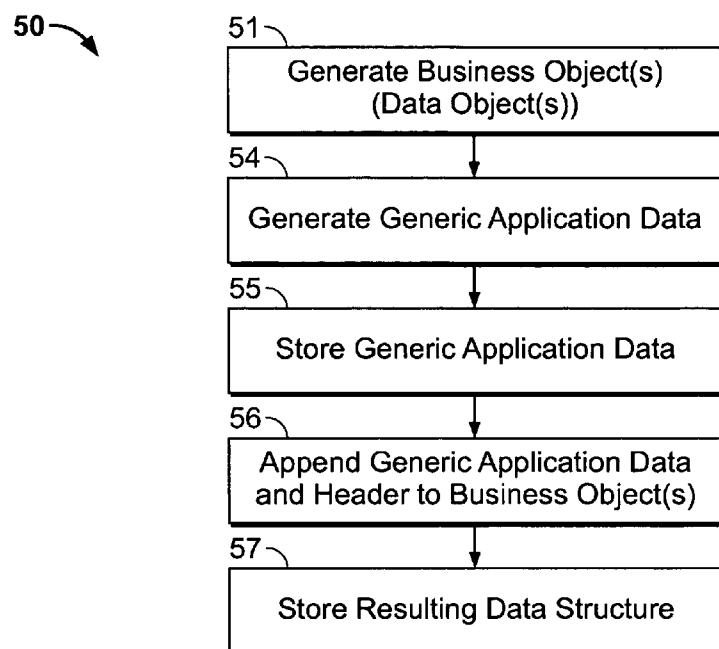 50
51
Generate Business Object(s)
(Data Object(s))
54
Generate Generic Application Data
55
Store Generic Application Data
56
Append Generic Application Data
and Header to Business Object(s)
57
Store Resulting Data Structure